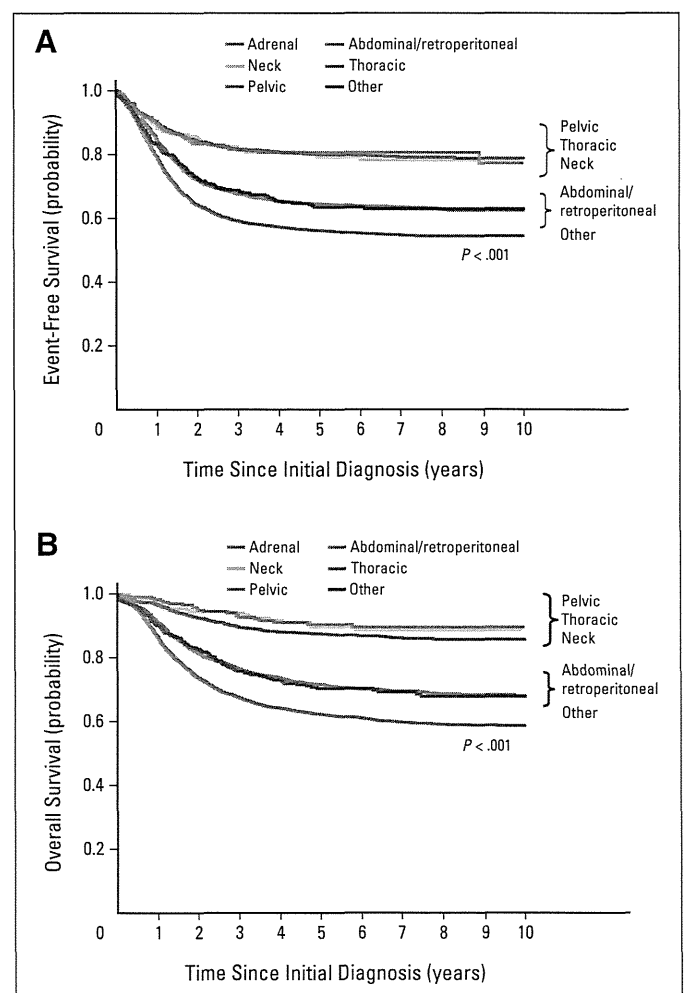 A
Adrenal
Abdominal/retroperitoneal
Neck
Thoracic
Pelvic
Other
1.0
0.8
0.6
0.4
0.2
Event-Free Survival (probability)
Pelvic
Thoracic
Neck
Abdominal/
retroperitoneal
Other
P < .001
0 1 2 3 4 5 6 7 8 9 10
Time Since Initial Diagnosis (years)
B
Adrenal
Abdominal/retroperitoneal
Neck
Thoracic
Pelvic
Other
1.0
0.8
0.6
0.4
0.2
Overall Survival (probability)
Pelvic
Thoracic
Neck
Abdominal/
retroperitoneal
Other
P < .001
0 1 2 3 4 5 6 7 8 9 10
Time Since Initial Diagnosis (years)